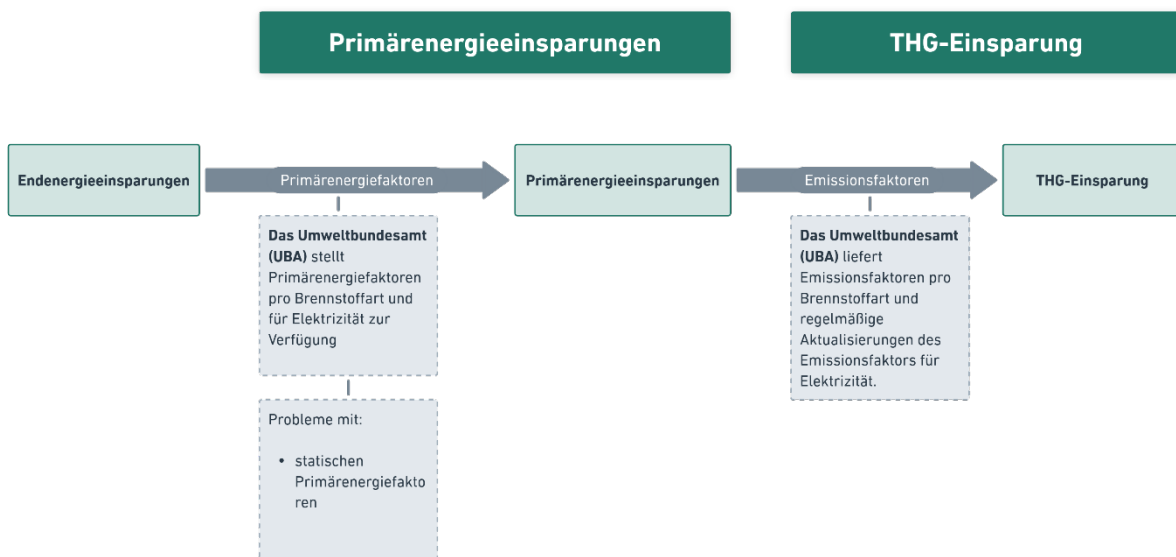 Primärenergieeinsparungen
THG-Einsparung
Endenergieeinsparungen
Primärenergiefaktoren
Primärenergieeinsparungen
Emissionsfaktoren
THG-Einsparung
Das Umweltbundesamt
(UBA) stellt
Primärenergiefaktoren
pro Brennstoffart und
für Elektrizität zur
Verfügung
Das Umweltbundesamt
(UBA) liefert
Emissionsfaktoren pro
Brennstoffart und
regelmäßige
Aktualisierungen des
Emissionsfaktors für
Elektrizität.
Probleme mit:
• statischen
Primärenergiefakto
ren